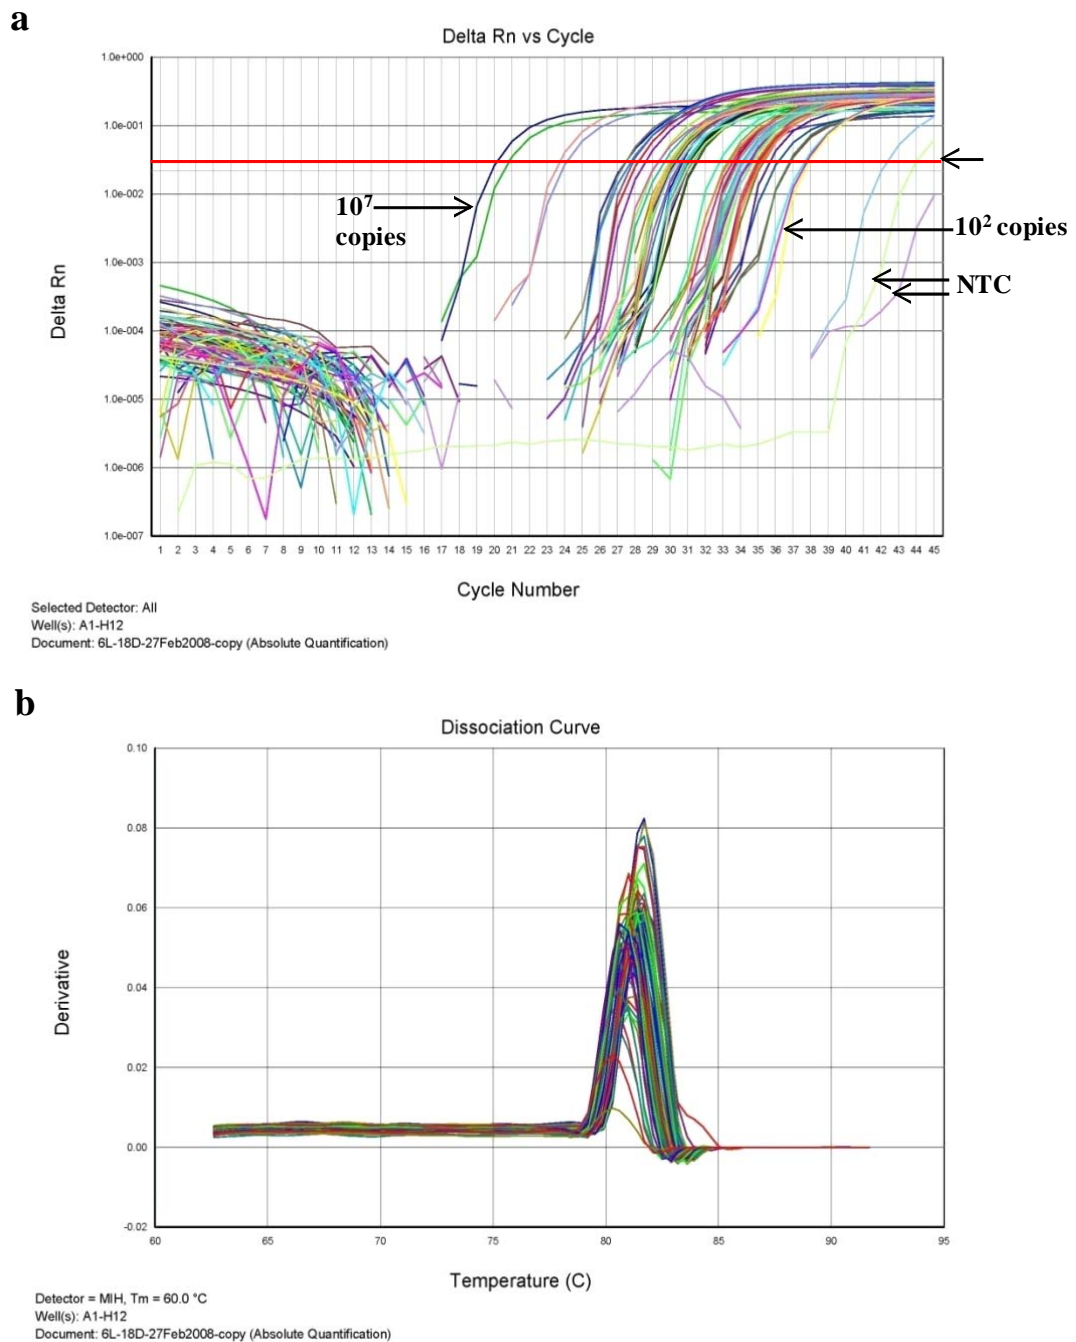 a
Delta Rn vs Cycle
1.0e+000
1.0e-001
1.0e-002
1.0e-003
1.0e-004
1.0e-005
1.0e-006
1.0e-007
Delta Rn
10⁷
copies
10² copies
NTC
1 2 3 4 5 6 7 8 9 10 11 12 13 14 15 16 17 18 19 20 21 22 23 24 25 26 27 28 29 30 31 32 33 34 35 36 37 38 39 40 41 42 43 44 45
Cycle Number
Selected Detector: All
Well(s): A1-H12
Document: 6L-18D-27Feb2008-copy (Absolute Quantification)
b
Dissociation Curve
0.10
0.08
0.06
0.04
0.02
0.00
-0.02
Derivative
60 65 70 75 80 85 90 95
Temperature (C)
Detector = MIH, Tm = 60.0 °C
Well(s): A1-H12
Document: 6L-18D-27Feb2008-copy (Absolute Quantification)